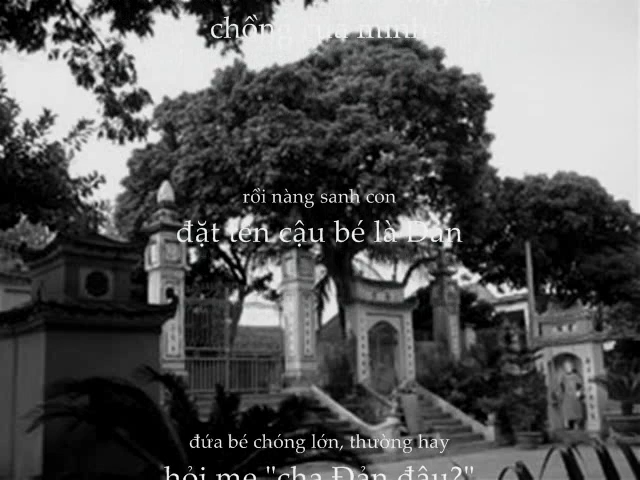 chồng của mình
rồi nàng sanh con
đặt tên cậu bé là Đản
đứa bé chóng lớn, thường hay
hỏi mẹ "cha Đản đâu?"